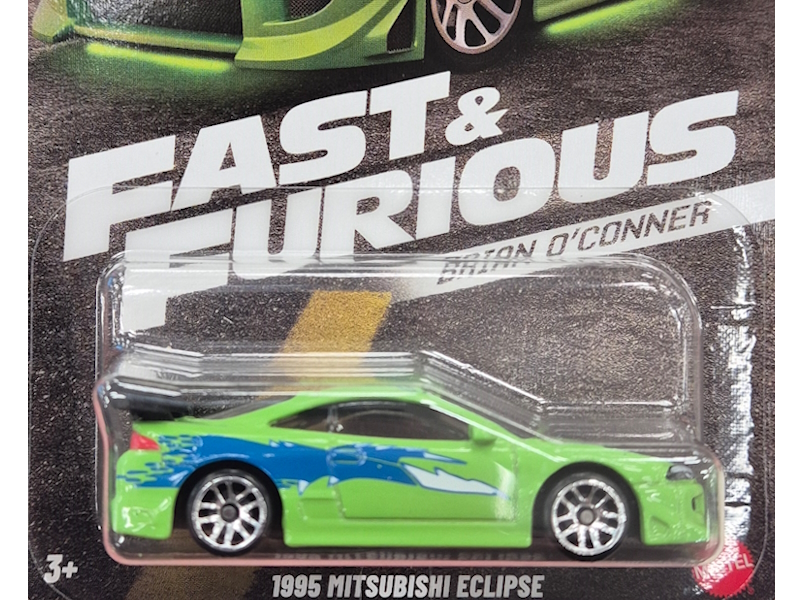 FAST &
FURIOUS
BRIAN O'CONNER
3+
1995 MITSUBISHI ECLIPSE
MATTEL